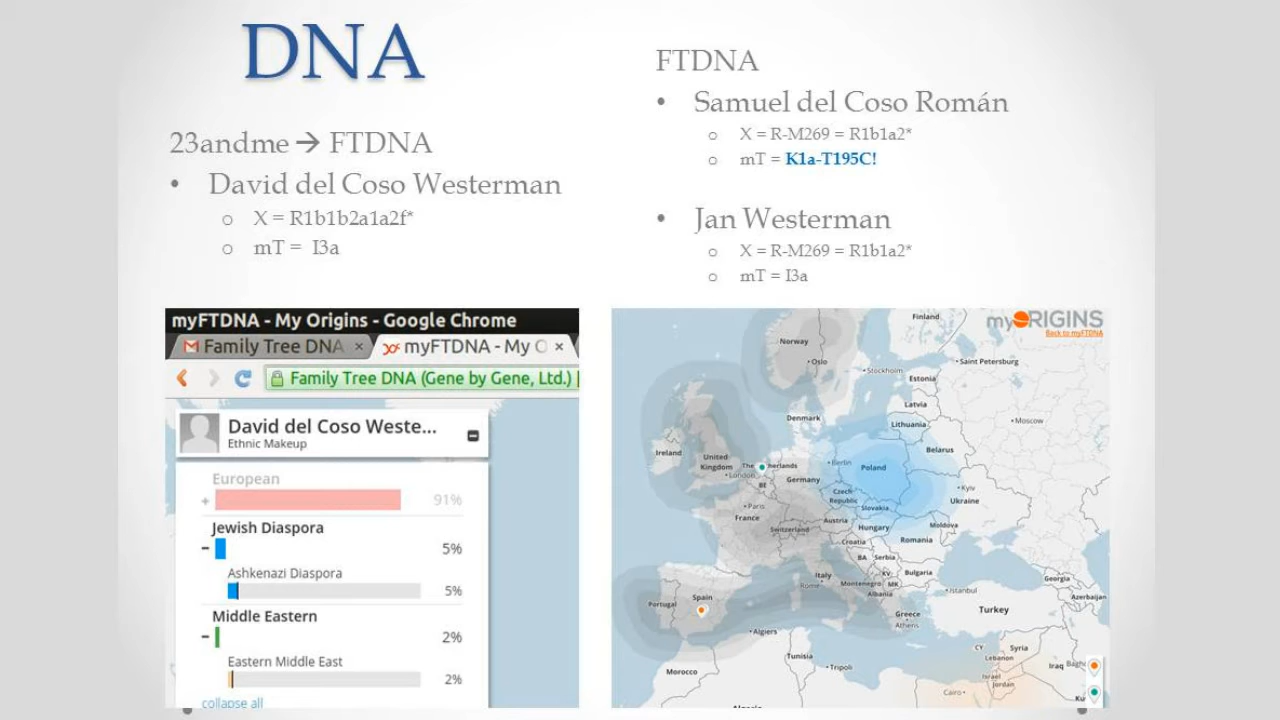 DNA
23andme → FTDNA
• David del Coso Westerman
o X = R1b1b2a1a2f*
o mT = I3a
FTDNA
• Samuel del Coso Román
o X = R-M269 = R1b1a2*
o mT = K1a-T195C!
• Jan Westerman
o X = R-M269 = R1b1a2*
o mT = I3a
myFTDNA - My Origins - Google Chrome
Family Tree DNA × myFTDNA - My O ×
Family Tree DNA (Gene by Gene, Ltd.)
David del Coso Weste...
Ethnic Makeup
European
+ 91%
Jewish Diaspora
- 5%
Ashkenazi Diaspora
5%
Middle Eastern
- 2%
Eastern Middle East
2%
collapse all
myORIGINS
Back to myFTDNA
Finland
Norway
Oslo
Saint Petersburg
Stockholm
Estonia
Latvia
Denmark
Lithuania
Moscow
Ireland
United
Kingdom
London
The Netherlands
BE
Berlin
Germany
Poland
Belarus
Kyiv
Ukraine
Czech
Republic
Slovakia
Paris
France
Switzerland
Austria
Hungary
Moldova
Romania
Croatia
BA
Serbia
Italy
Rome
Montenegro
KV
Bulgaria
MK
Albania
Istanbul
Georgia
Azerbaijan
Portugal
Spain
Greece
Athens
Turkey
Algiers
Tunisia
Tripoli
Morocco
CY
Syria
Lebanon
Iraq
Israel
Jordan
Cairo